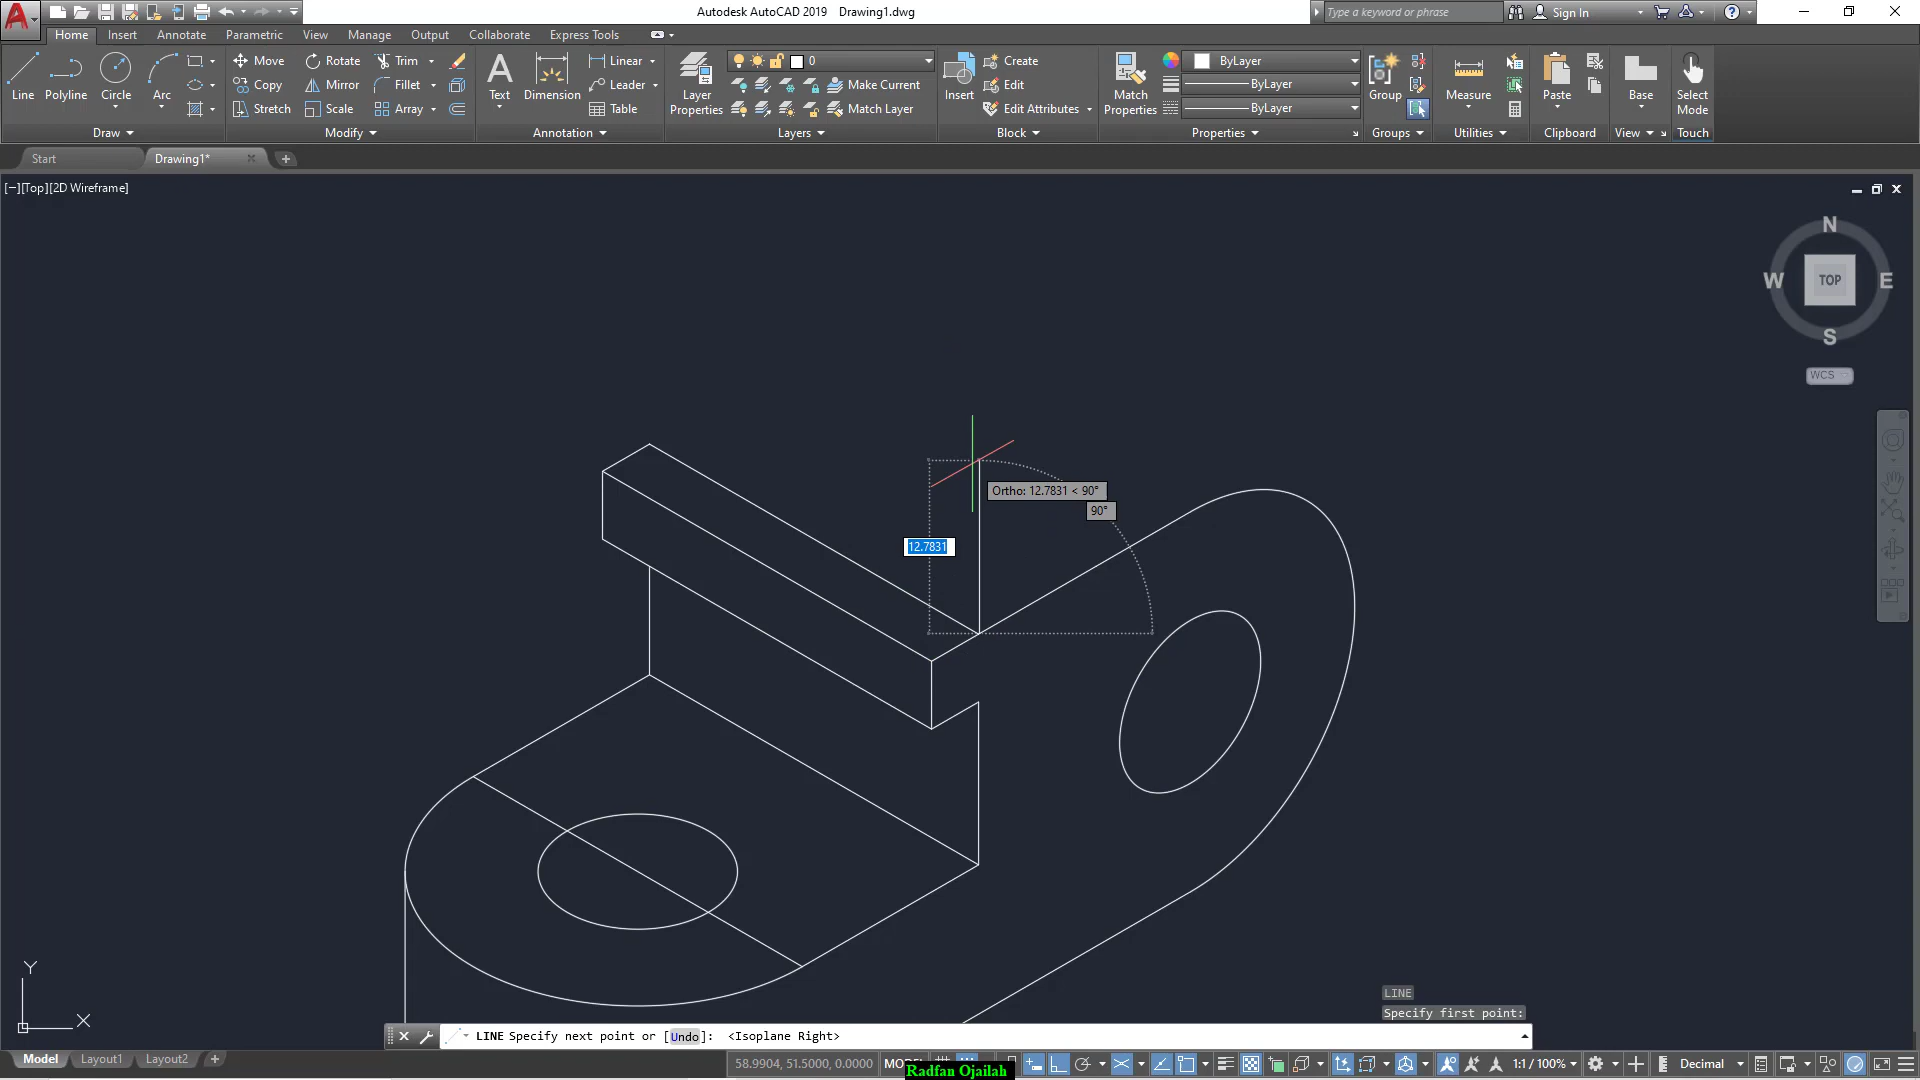 Autodesk AutoCAD 2019 Drawing1.dwg
Type a keyword or phrase
Sign In
Home Insert Annotate Parametric View Manage Output Collaborate Express Tools
Line Polyline Circle Arc
Move Rotate Trim
Copy Mirror Fillet
Stretch Scale Array
Text Dimension
Linear
Leader
Table
Layer Properties
0
Make Current
Match Layer
Insert
Create
Edit
Edit Attributes
Match Properties
ByLayer
ByLayer
ByLayer
Group
Measure
Paste
Base
Select Mode
Draw Modify Annotation Layers Block Properties Groups Utilities Clipboard View Touch
Start Drawing1*
[−][Top][2D Wireframe]
N
W TOP E
S
WCS
Ortho: 12.7831 < 90°
90°
12.7831
Y
X
LINE
Specify first point:
LINE Specify next point or [Undo]: <Isoplane Right>
Model Layout1 Layout2
58.9904, 51.5000, 0.0000
1:1 / 100%
Decimal
Radfan Ojailah